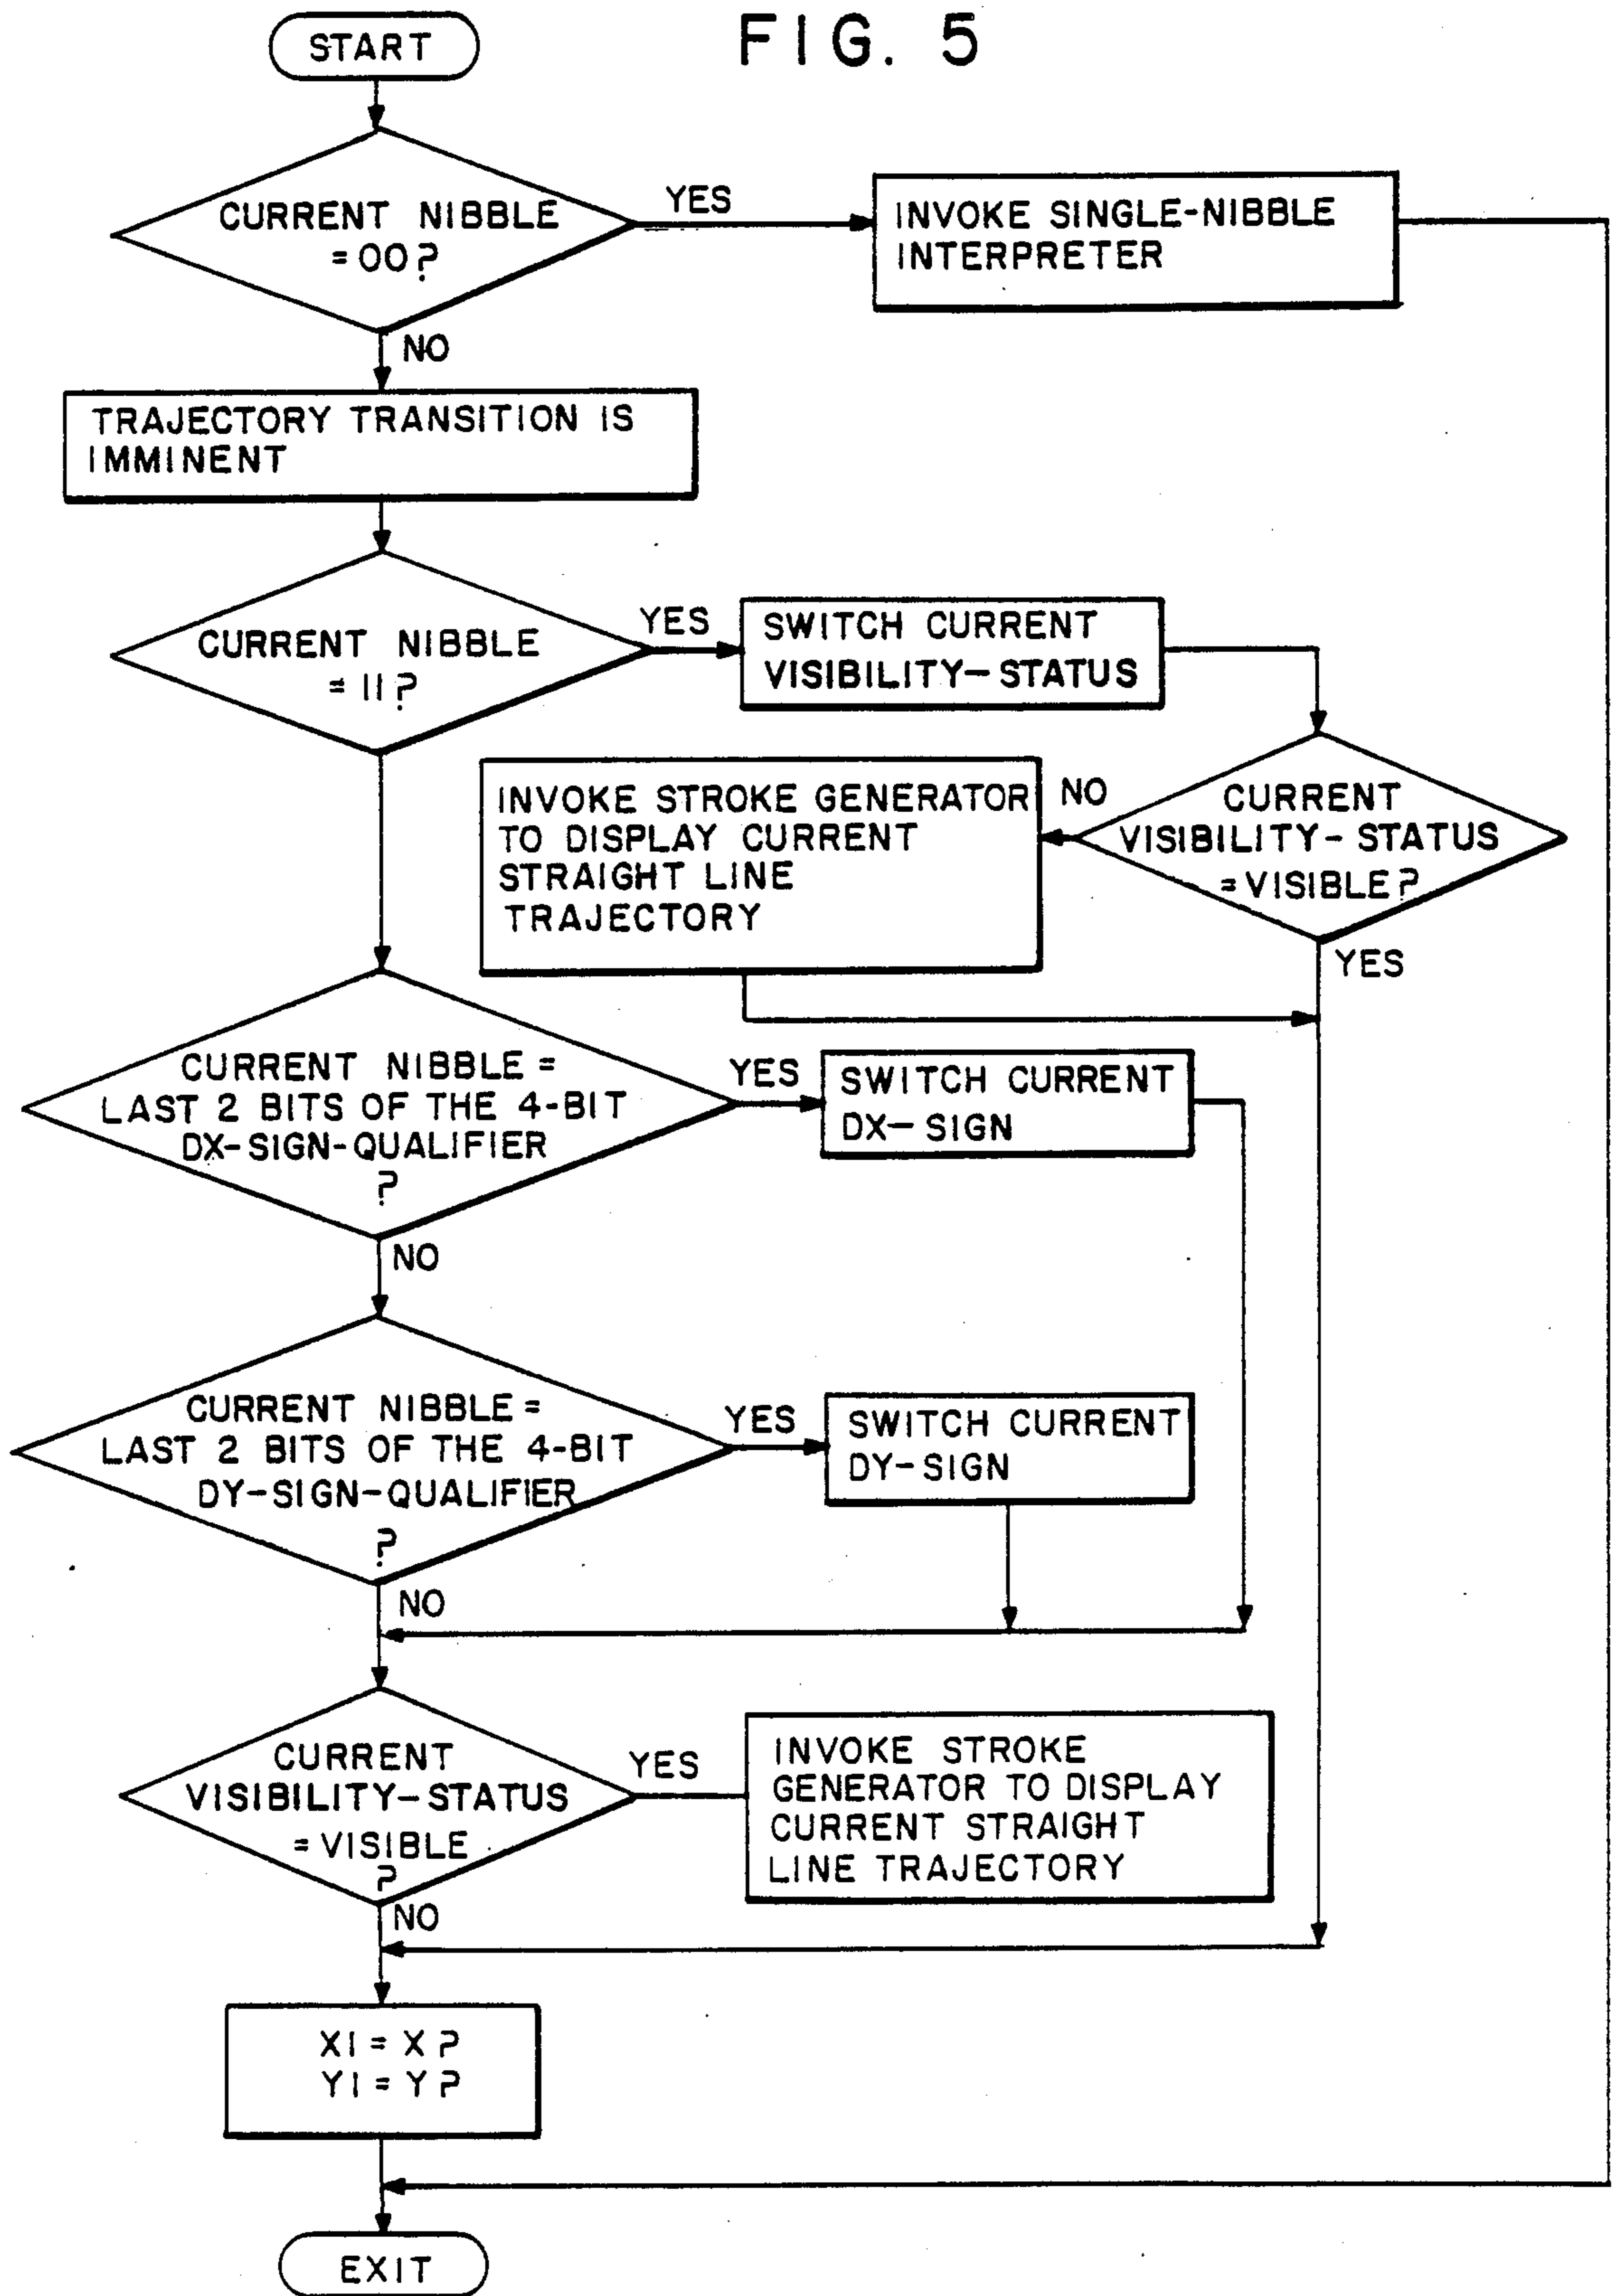 FIG. 5
START
CURRENT NIBBLE
=00?
YES
INVOKE SINGLE-NIBBLE
INTERPRETER
NO
TRAJECTORY TRANSITION IS
IMMINENT
CURRENT NIBBLE
=11?
YES
SWITCH CURRENT
VISIBILITY-STATUS
INVOKE STROKE GENERATOR
TO DISPLAY CURRENT
STRAIGHT LINE
TRAJECTORY
NO
CURRENT
VISIBILITY-STATUS
=VISIBLE?
YES
CURRENT NIBBLE=
LAST 2 BITS OF THE 4-BIT
DX-SIGN-QUALIFIER
?
YES
SWITCH CURRENT
DX-SIGN
NO
CURRENT NIBBLE=
LAST 2 BITS OF THE 4-BIT
DY-SIGN-QUALIFIER
?
YES
SWITCH CURRENT
DY-SIGN
NO
CURRENT
VISIBILITY-STATUS
=VISIBLE
?
YES
INVOKE STROKE
GENERATOR TO DISPLAY
CURRENT STRAIGHT
LINE TRAJECTORY
NO
X1=X?
Y1=Y?
EXIT